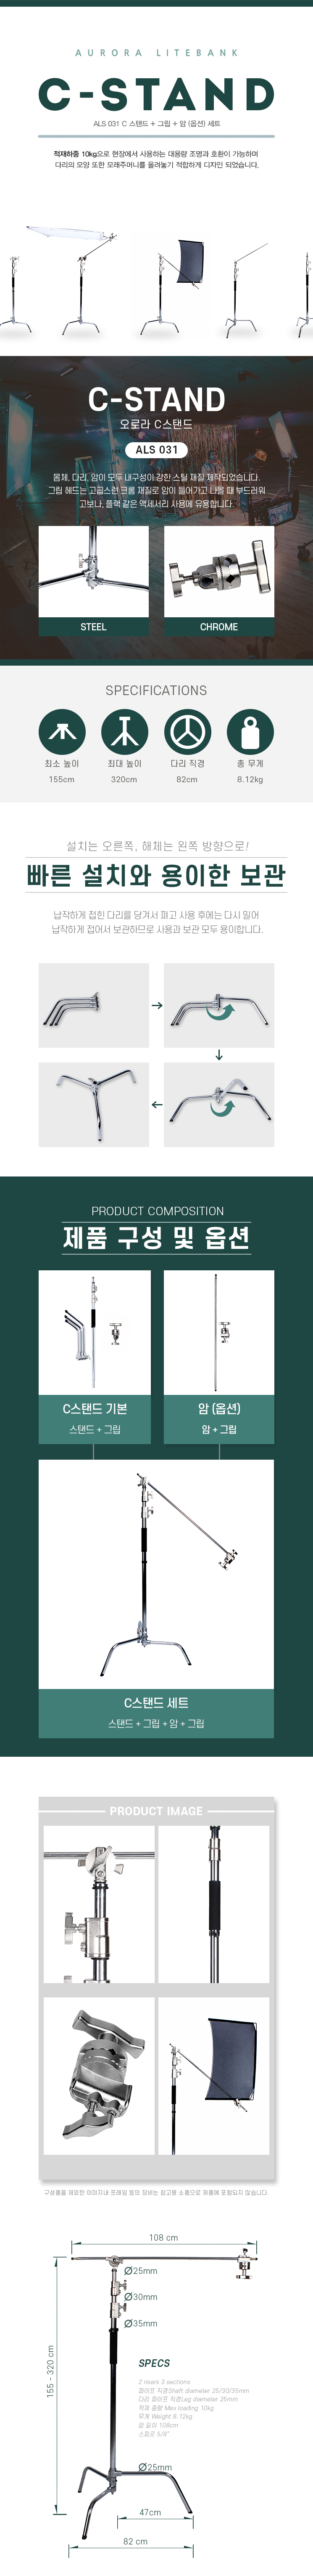 AURORA LITEBANK
C-STAND
ALS 031 C 스탠드 + 그립 + 암 (옵션) 세트
적재하중 10kg으로 현장에서 사용하는 대용량 조명과 호환이 가능하며
다리의 모양 또한 모래주머니를 올려놓기 적합하게 디자인 되었습니다.
C-STAND
오로라 C스탠드
ALS 031
몸체, 다리, 암이 모두 내구성이 강한 스틸 재질 제작되었습니다.
그립 헤드는 고급스런 크롬 재질로 암이 들어가고 나올 때 부드러워
고보나, 플랙 같은 액세서리 사용에 유용합니다.
STEEL
CHROME
SPECIFICATIONS
최소 높이
최대 높이
다리 직경
총 무게
155cm
320cm
82cm
8.12kg
설치는 오른쪽, 해체는 왼쪽 방향으로!
빠른 설치와 용이한 보관
납작하게 접힌 다리를 당겨서 펴고 사용 후에는 다시 밀어
납작하게 접어서 보관하므로 사용과 보관 모두 용이합니다.
PRODUCT COMPOSITION
제품 구성 및 옵션
C스탠드 기본
스탠드 + 그립
암 (옵션)
암 + 그립
C스탠드 세트
스탠드 + 그립 + 암 + 그립
PRODUCT IMAGE
구성품을 제외한 이미지내 프레임 등의 장비는 참고용 소품으로 제품에 포함되지 않습니다.
108 cm
Ø25mm
Ø30mm
Ø35mm
155 - 320 cm
SPECS
2 risers 3 sections
파이프 직경Shaft diameter 25/30/35mm
다리 파이프 직경Leg diameter 25mm
적재 중량 Max loading 10kg
무게 Weight 8.12kg
암 길이 108cm
스피곳 5/8"
Ø25mm
47cm
82 cm